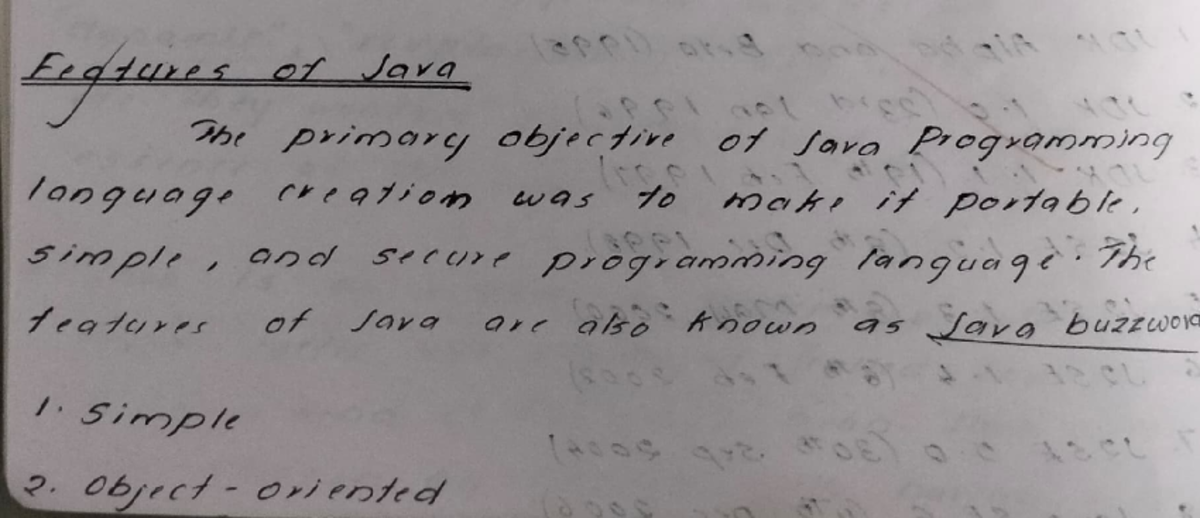 Features of Java
The primary objective of Java Programming
language creation was to make it portable,
simple, and secure programming language. The
features of Java are also known as Java buzzword
1. Simple
2. Object-oriented